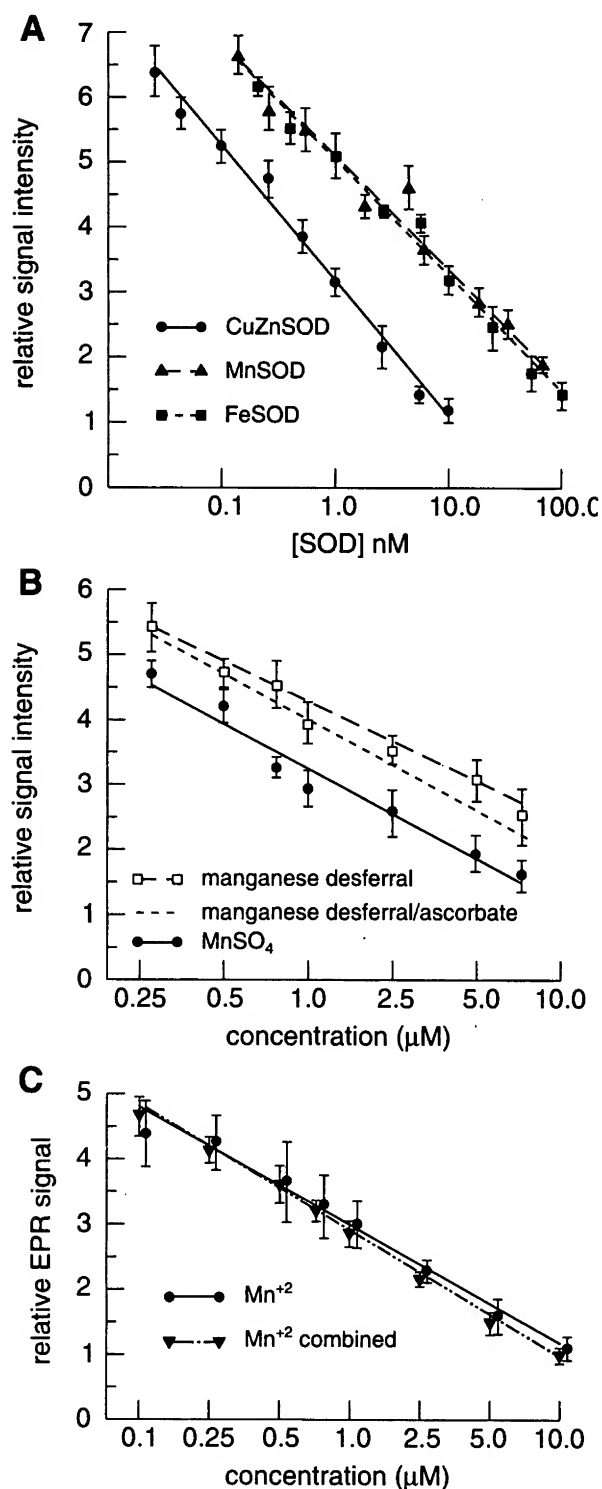 A
7
6
5
4
3
2
1
0
relative signal intensity
CuZnSOD
MnSOD
FeSOD
0.1
1.0
10.0
100.0
[SOD] nM
B
6
5
4
3
2
1
0
relative signal intensity
manganese desferral
manganese desferral/ascorbate
MnSO4
0.25
0.5
1.0
2.5
5.0
10.0
concentration (μM)
C
5
4
3
2
1
0
relative EPR signal
Mn+2
Mn+2 combined
0.1
0.25
0.5
1.0
2.5
5.0
10.0
concentration (μM)